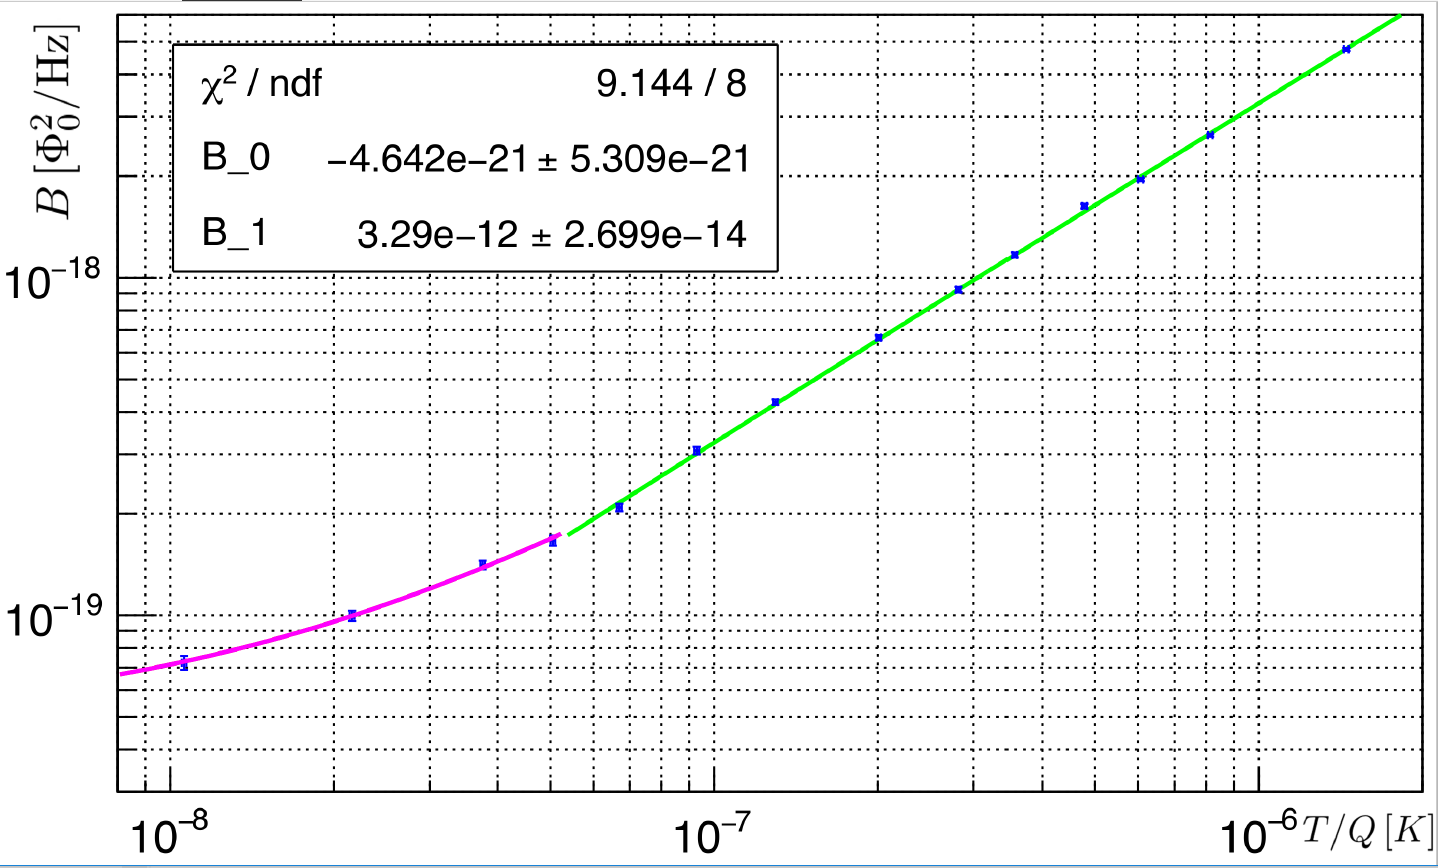 B [Φ₀²/Hz]
χ² / ndf 9.144 / 8
B_0 −4.642e−21 ± 5.309e−21
B_1 3.29e−12 ± 2.699e−14
10⁻¹⁸
10⁻¹⁹
10⁻⁸ 10⁻⁷ 10⁻⁶ T/Q [K]